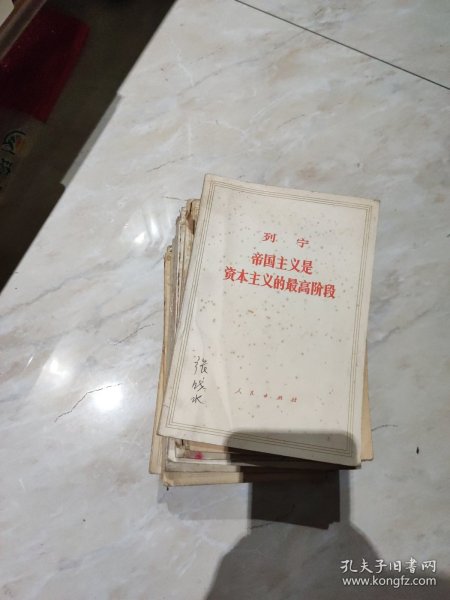 列宁
帝国主义是
资本主义的最高阶段
張
水
人民出版社
孔夫子旧书网
www.kongfz.com